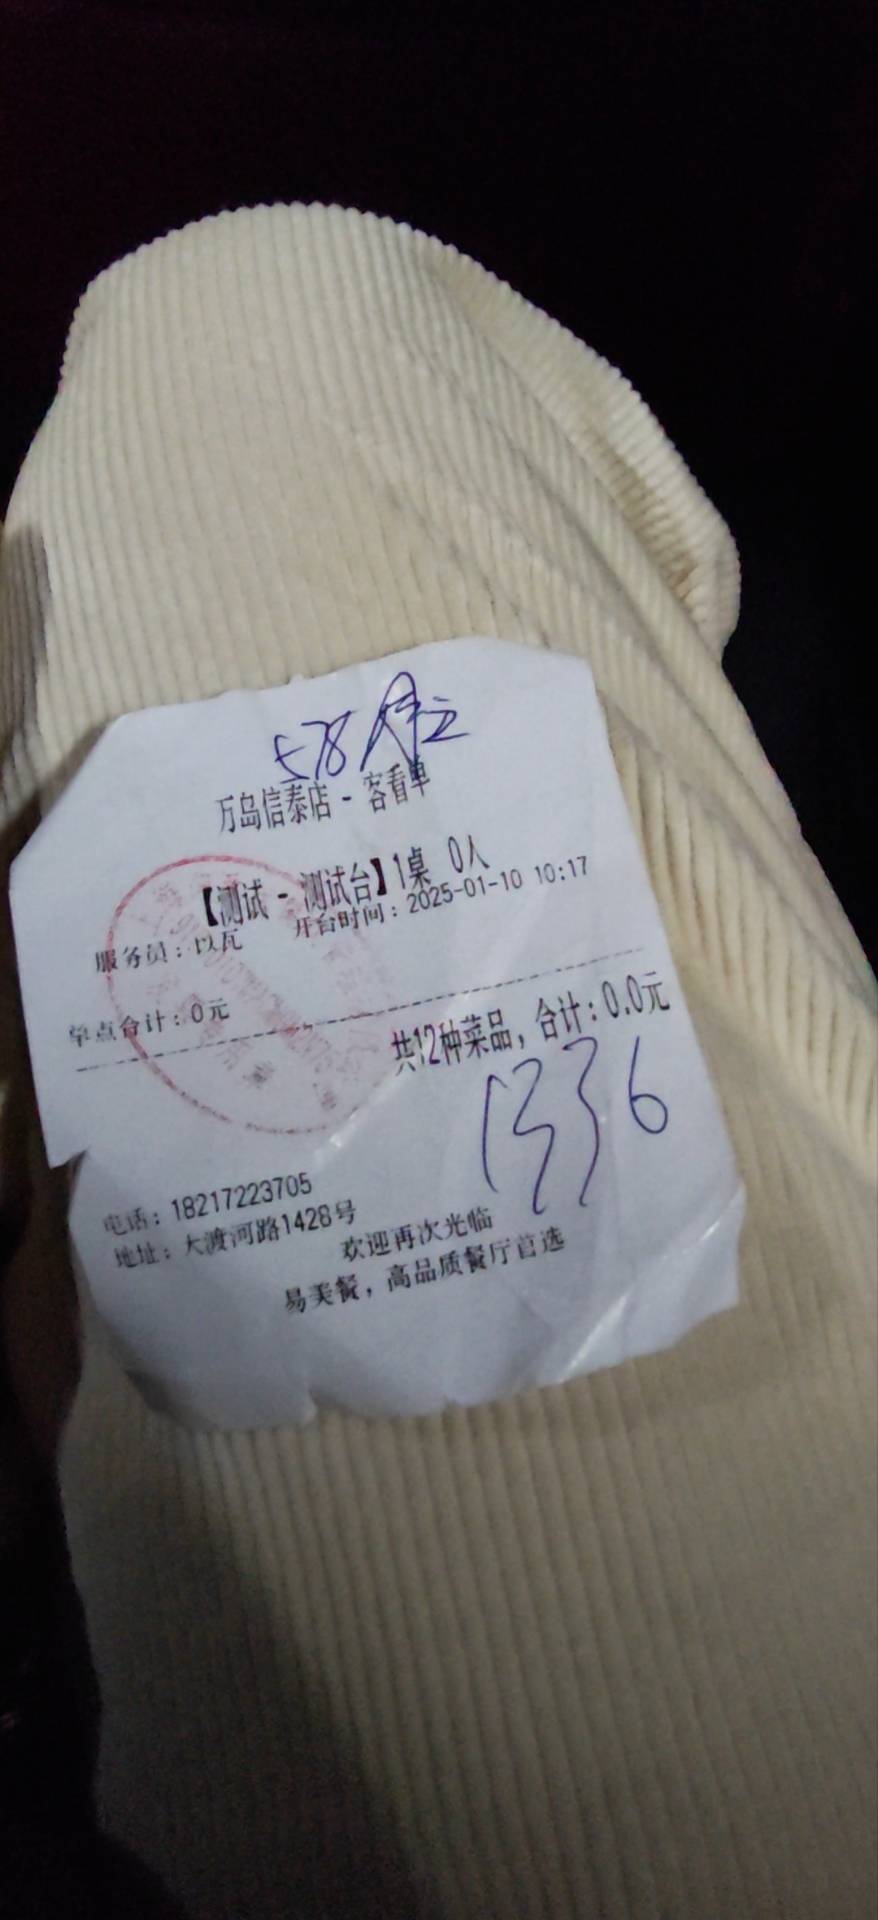 578
万岛信泰店 - 客看单
【测试 - 测试台】1桌 0人
服务员：以瓦 开台时间：2025-01-10 10:17
单点合计：0元
共12种菜品，合计：0.0元
1336
电话：18217223705
地址：大渡河路1428号
欢迎再次光临
易美餐，高品质餐厅首选